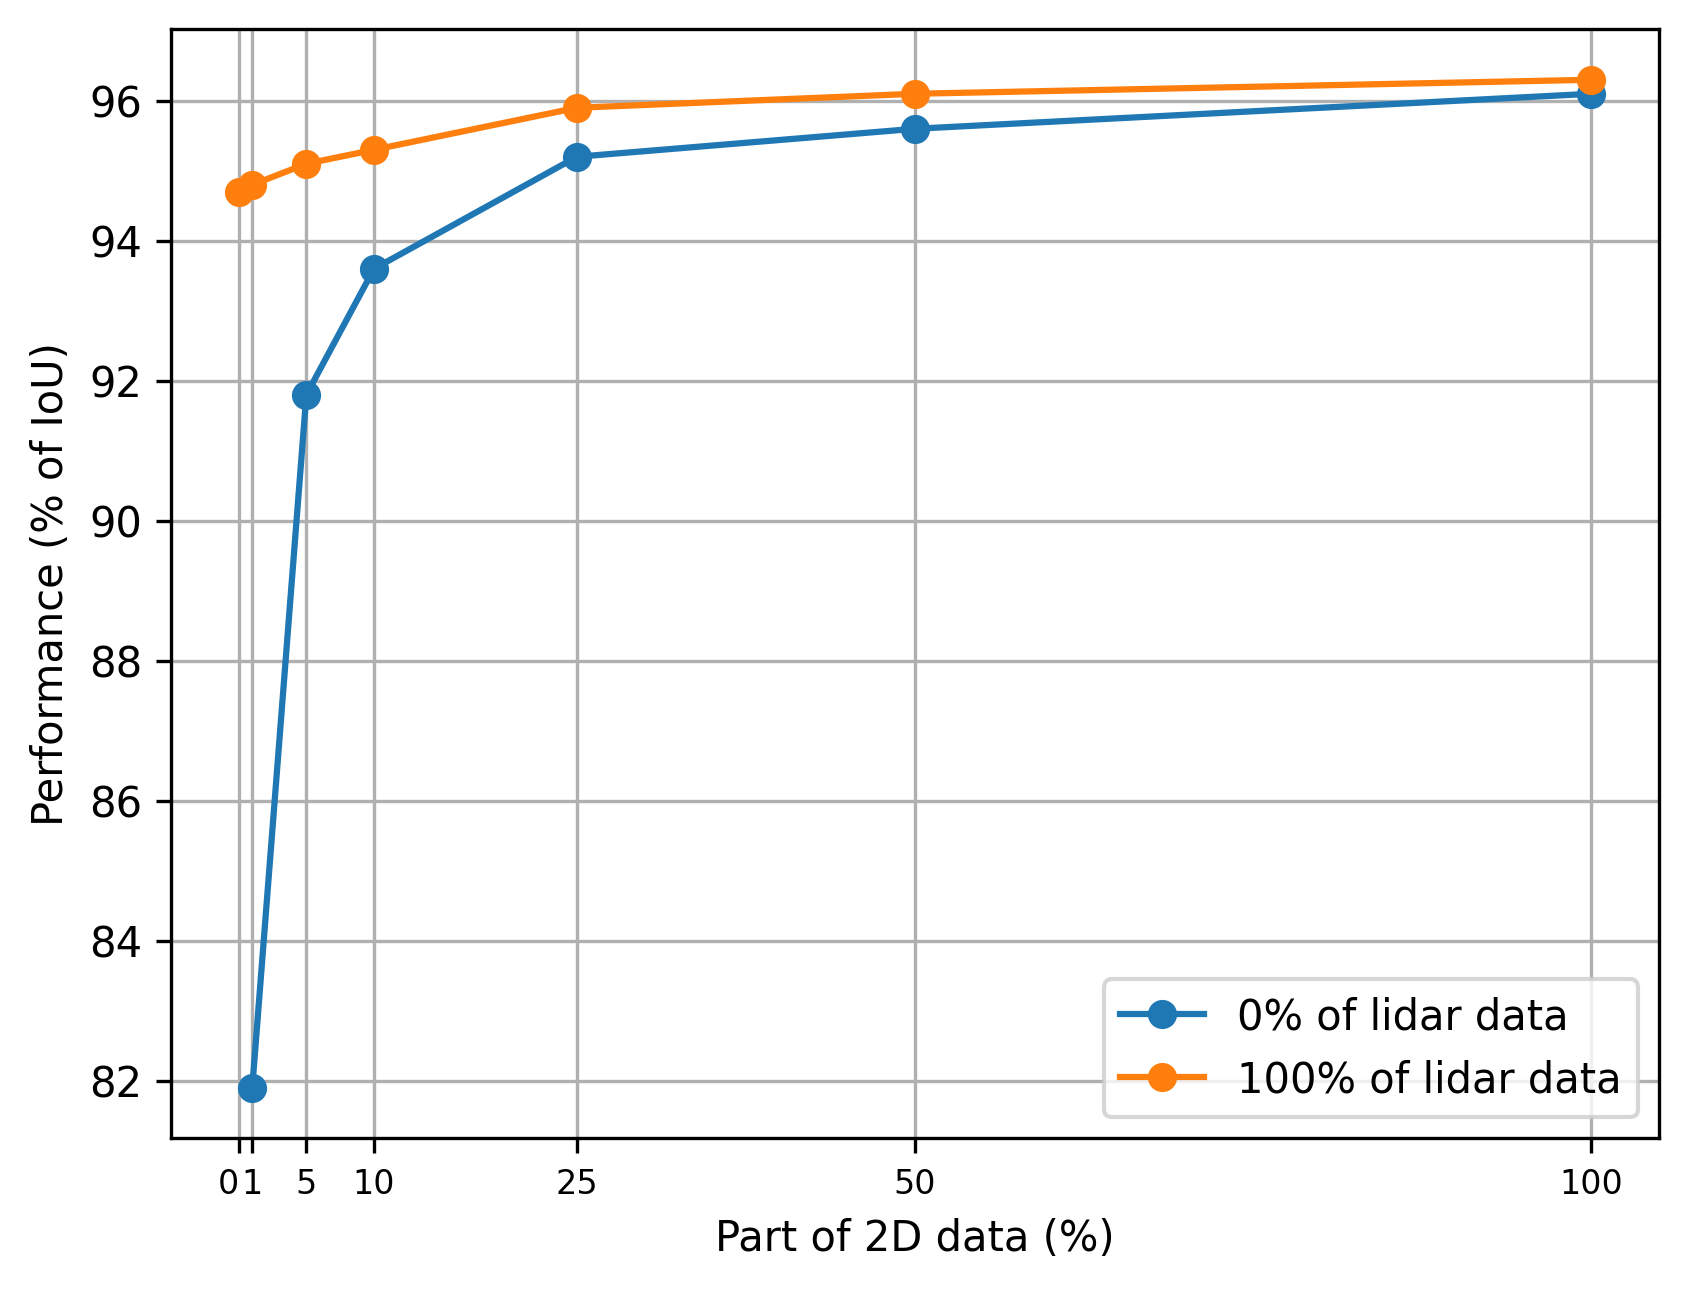 96
94
92
90
88
86
84
82
Performance (% of IoU)
0% of lidar data
100% of lidar data
0 1 5 10 25 50 100
Part of 2D data (%)